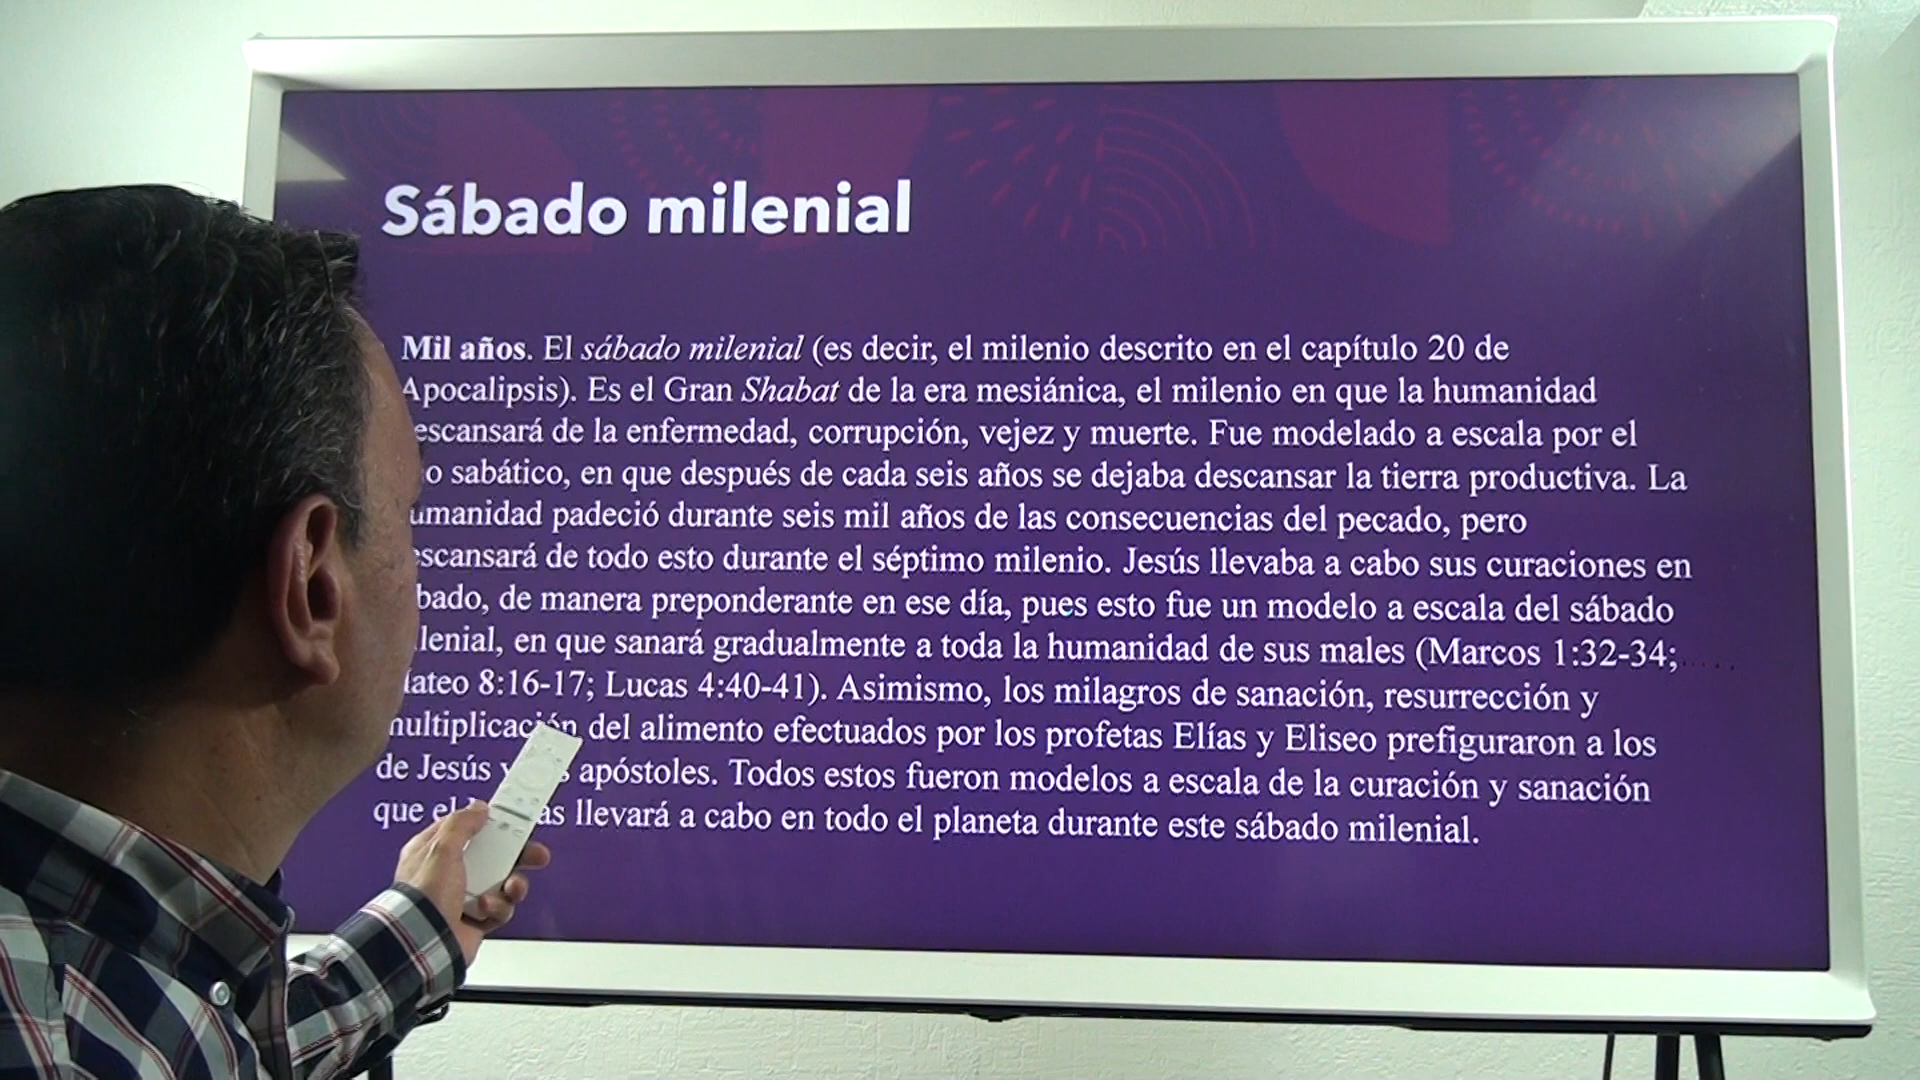 Sábado milenial
Mil años. El sábado milenial (es decir, el milenio descrito en el capítulo 20 de
Apocalipsis). Es el Gran Shabat de la era mesiánica, el milenio en que la humanidad
escansará de la enfermedad, corrupción, vejez y muerte. Fue modelado a escala por el
o sabático, en que después de cada seis años se dejaba descansar la tierra productiva. La
umanidad padeció durante seis mil años de las consecuencias del pecado, pero
escansará de todo esto durante el séptimo milenio. Jesús llevaba a cabo sus curaciones en
bado, de manera preponderante en ese día, pues esto fue un modelo a escala del sábado
lenial, en que sanará gradualmente a toda la humanidad de sus males (Marcos 1:32-34;
ateo 8:16-17; Lucas 4:40-41). Asimismo, los milagros de sanación, resurrección y
multiplicación del alimento efectuados por los profetas Elías y Eliseo prefiguraron a los
de Jesús y apóstoles. Todos estos fueron modelos a escala de la curación y sanación
que el as llevará a cabo en todo el planeta durante este sábado milenial.